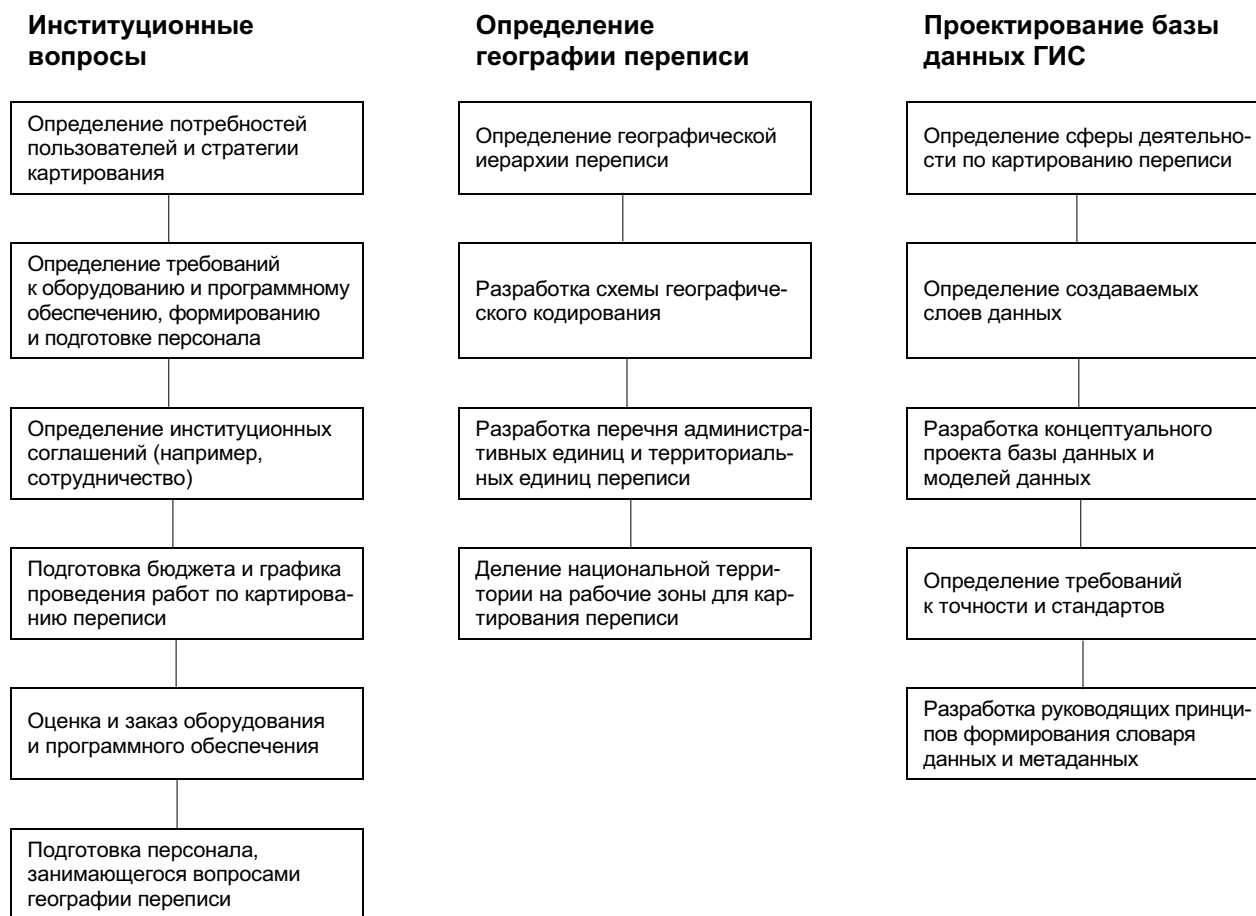 Институционные
вопросы
Определение потребностей
пользователей и стратегии
картирования
Определение требований
к оборудованию и программному
обеспечению, формированию
и подготовке персонала
Определение институционных
соглашений (например,
сотрудничество)
Подготовка бюджета и графика
проведения работ по картирова-
нию переписи
Оценка и заказ оборудования
и программного обеспечения
Подготовка персонала,
занимающегося вопросами
географии переписи
Определение
географии переписи
Определение географической
иерархии переписи
Разработка схемы географиче-
ского кодирования
Разработка перечня администра-
тивных единиц и территориаль-
ных единиц переписи
Деление национальной терри-
тории на рабочие зоны для кар-
тирования переписи
Проектирование базы
данных ГИС
Определение сферы деятельно-
сти по картированию переписи
Определение создаваемых
слоев данных
Разработка концептуального
проекта базы данных и
моделей данных
Определение требований
к точности и стандартов
Разработка руководящих принци-
пов формирования словаря
данных и метаданных